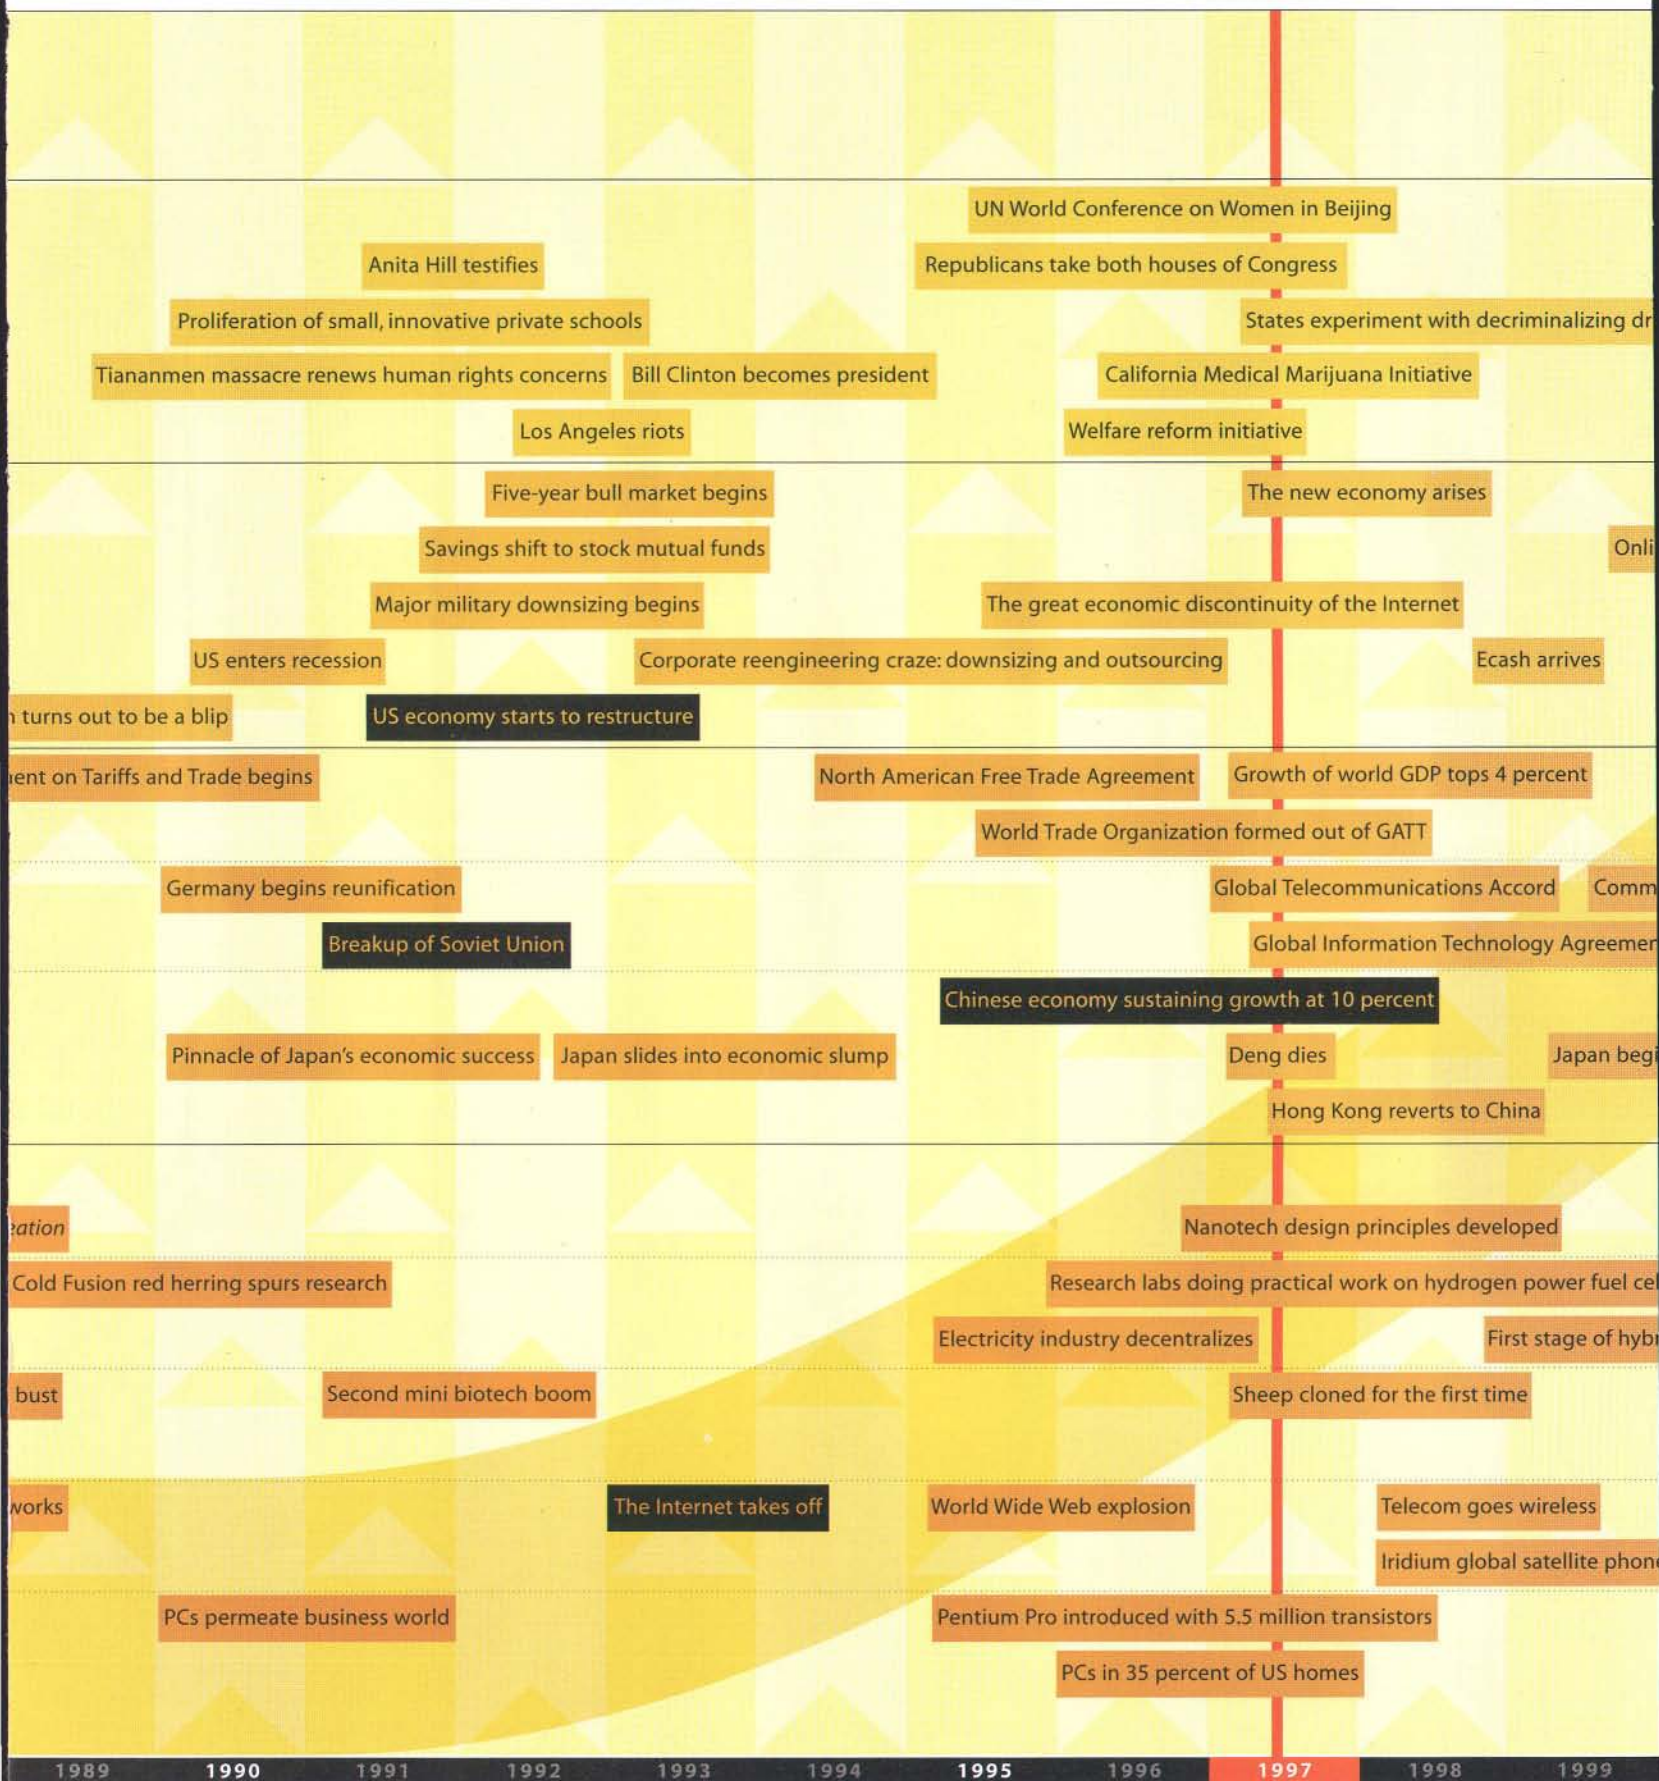 UN World Conference on Women in Beijing
Anita Hill testifies
Republicans take both houses of Congress
Proliferation of small, innovative private schools
States experiment with decriminalizing dr
Tiananmen massacre renews human rights concerns
Bill Clinton becomes president
California Medical Marijuana Initiative
Los Angeles riots
Welfare reform initiative
Five-year bull market begins
The new economy arises
Savings shift to stock mutual funds
Onli
Major military downsizing begins
The great economic discontinuity of the Internet
US enters recession
Corporate reengineering craze: downsizing and outsourcing
Ecash arrives
turns out to be a blip
US economy starts to restructure
ent on Tariffs and Trade begins
North American Free Trade Agreement
Growth of world GDP tops 4 percent
World Trade Organization formed out of GATT
Germany begins reunification
Global Telecommunications Accord
Comm
Breakup of Soviet Union
Global Information Technology Agreemen
Chinese economy sustaining growth at 10 percent
Pinnacle of Japan's economic success
Japan slides into economic slump
Deng dies
Japan begi
Hong Kong reverts to China
eation
Nanotech design principles developed
Cold Fusion red herring spurs research
Research labs doing practical work on hydrogen power fuel cel
Electricity industry decentralizes
First stage of hybr
bust
Second mini biotech boom
Sheep cloned for the first time
works
The Internet takes off
World Wide Web explosion
Telecom goes wireless
Iridium global satellite phone
PCs permeate business world
Pentium Pro introduced with 5.5 million transistors
PCs in 35 percent of US homes
1989 1990 1991 1992 1993 1994 1995 1996 1997 1998 1999